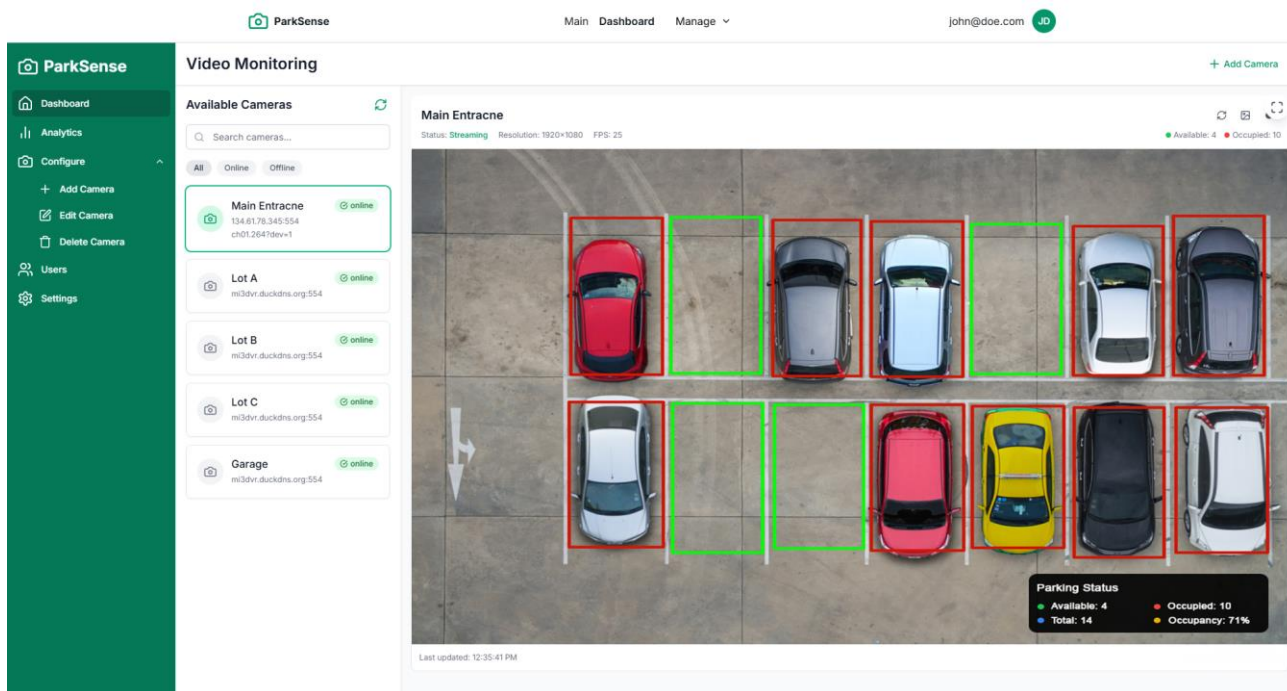 ParkSense
Main Dashboard Manage
john@doe.com JD
ParkSense
Dashboard
Analytics
Configure
Add Camera
Edit Camera
Delete Camera
Users
Settings
Video Monitoring
+ Add Camera
Available Cameras
Search cameras...
All Online Offline
Main Entracne online
134.61.78.345:554
ch01.264?dev=1
Lot A online
mi3dvr.duckdns.org:554
Lot B online
mi3dvr.duckdns.org:554
Lot C online
mi3dvr.duckdns.org:554
Garage online
mi3dvr.duckdns.org:554
Main Entracne
Status: Streaming Resolution: 1920×1080 FPS: 25
Available: 4 Occupied: 10
Parking Status
Available: 4 Occupied: 10
Total: 14 Occupancy: 71%
Last updated: 12:35:41 PM